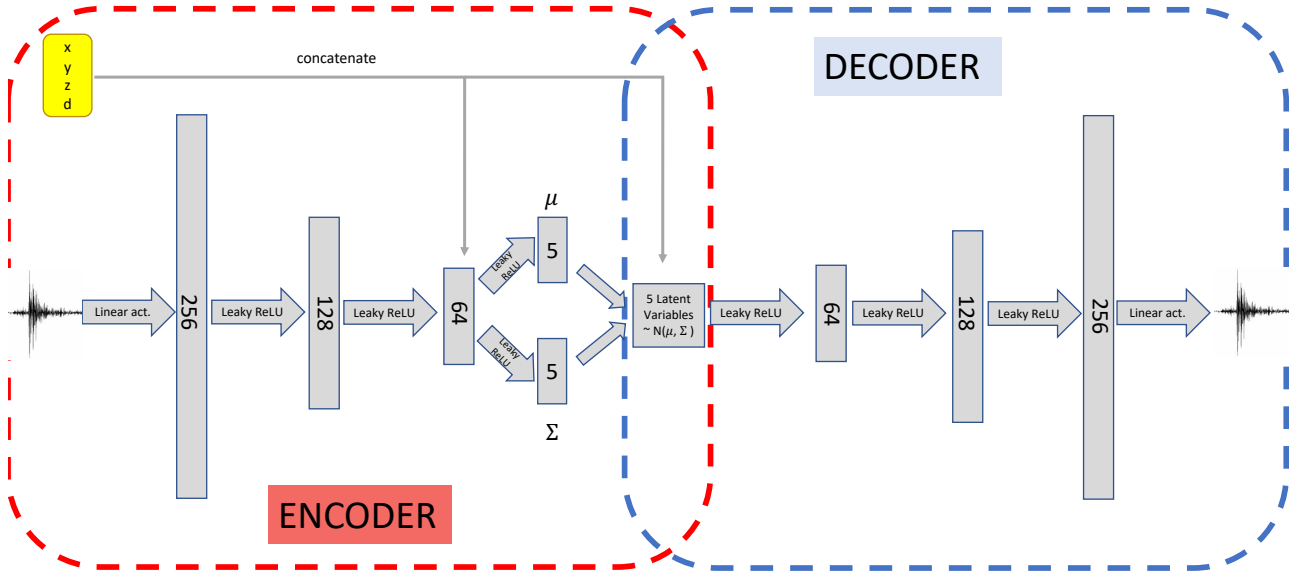 x
y
z
d
concatenate
DECODER
μ
5
Leaky
ReLU
Linear act.
256
Leaky ReLU
128
Leaky ReLU
64
5 Latent
Variables
~ N(μ, Σ )
Leaky ReLU
64
Leaky ReLU
128
Leaky ReLU
256
Linear act.
Leaky
ReLU
5
Σ
ENCODER